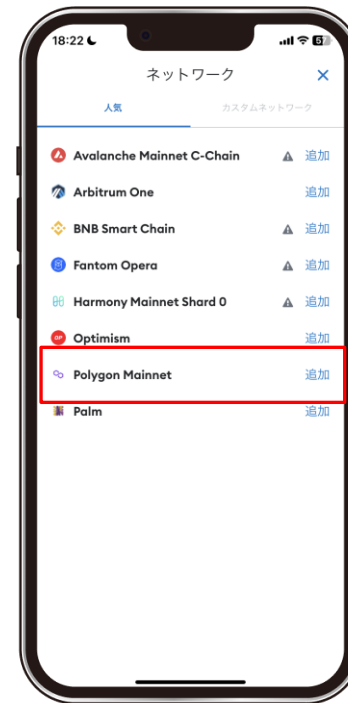 18:22
ネットワーク
人気 カスタムネットワーク
Avalanche Mainnet C-Chain 追加
Arbitrum One 追加
BNB Smart Chain 追加
Fantom Opera 追加
Harmony Mainnet Shard 0 追加
OP Optimism 追加
Polygon Mainnet 追加
Palm 追加